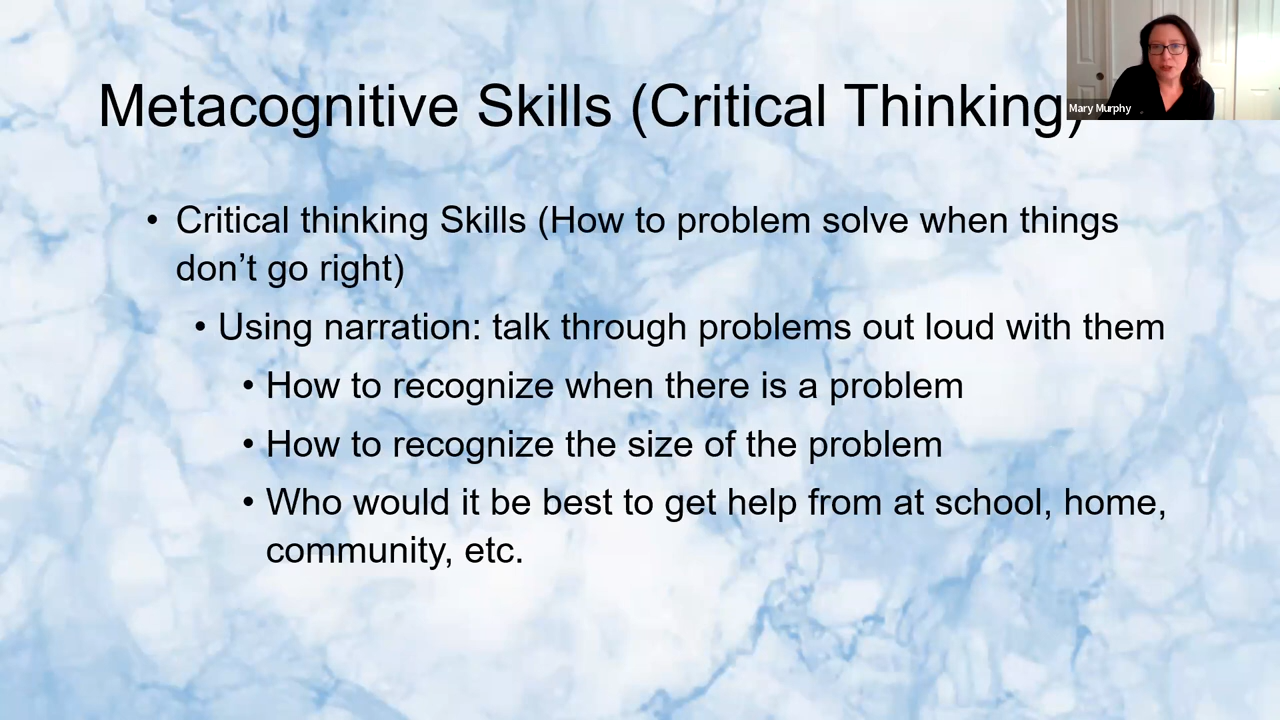 Metacognitive Skills (Critical Thinking)
Mary Murphy
• Critical thinking Skills (How to problem solve when things
don’t go right)
• Using narration: talk through problems out loud with them
• How to recognize when there is a problem
• How to recognize the size of the problem
• Who would it be best to get help from at school, home,
community, etc.